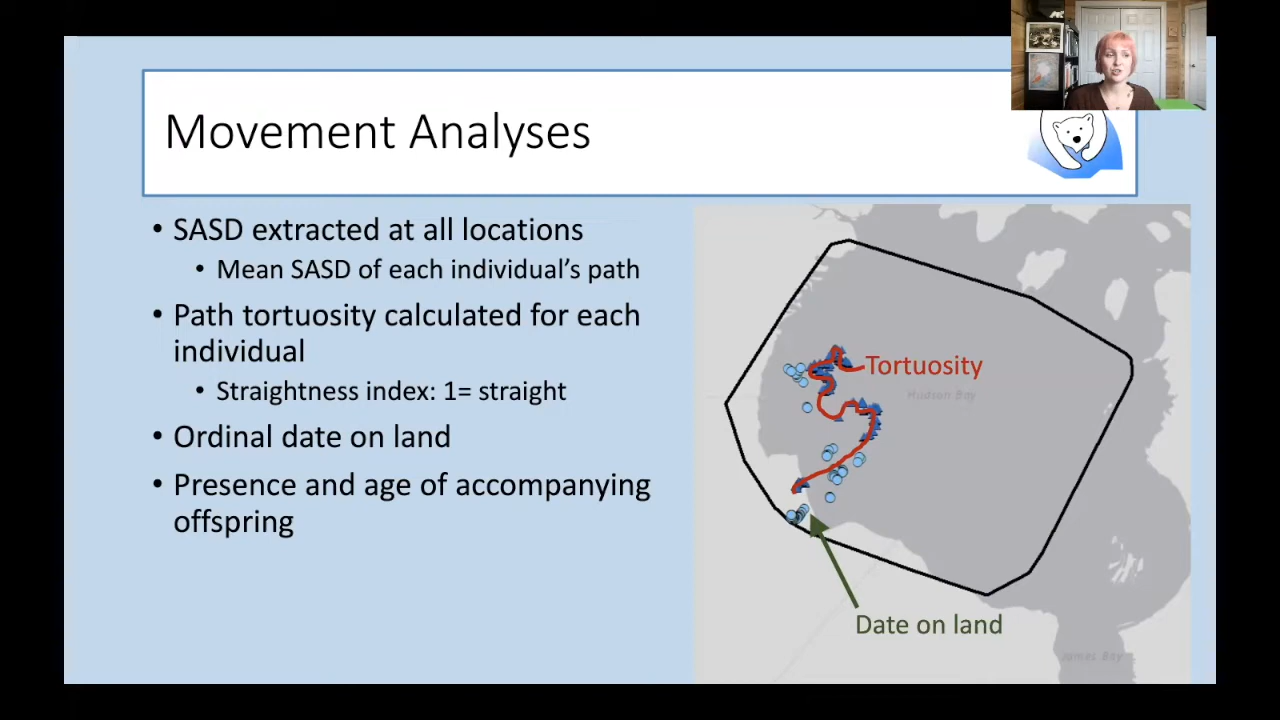 Movement Analyses
• SASD extracted at all locations
• Mean SASD of each individual's path
• Path tortuosity calculated for each
individual
• Straightness index: 1= straight
• Ordinal date on land
• Presence and age of accompanying
offspring
Tortuosity
Hudson Bay
Date on land
James Bay